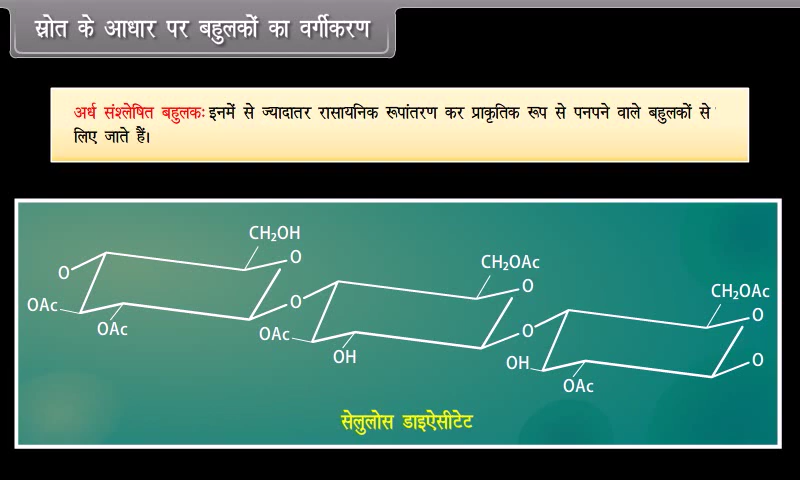 स्रोत के आधार पर बहुलकों का वर्गीकरण
अर्ध संश्लेषित बहुलक: इनमें से ज्यादातर रासायनिक रूपांतरण कर प्राकृतिक रूप से पनपने वाले बहुलकों से
लिए जाते हैं।
CH₂OH
O
O
OAc
OAc
O
CH₂OAc
O
OAc
OH
O
CH₂OAc
O
OH
OAc
O
सेलुलोस डाइऐसीटेट